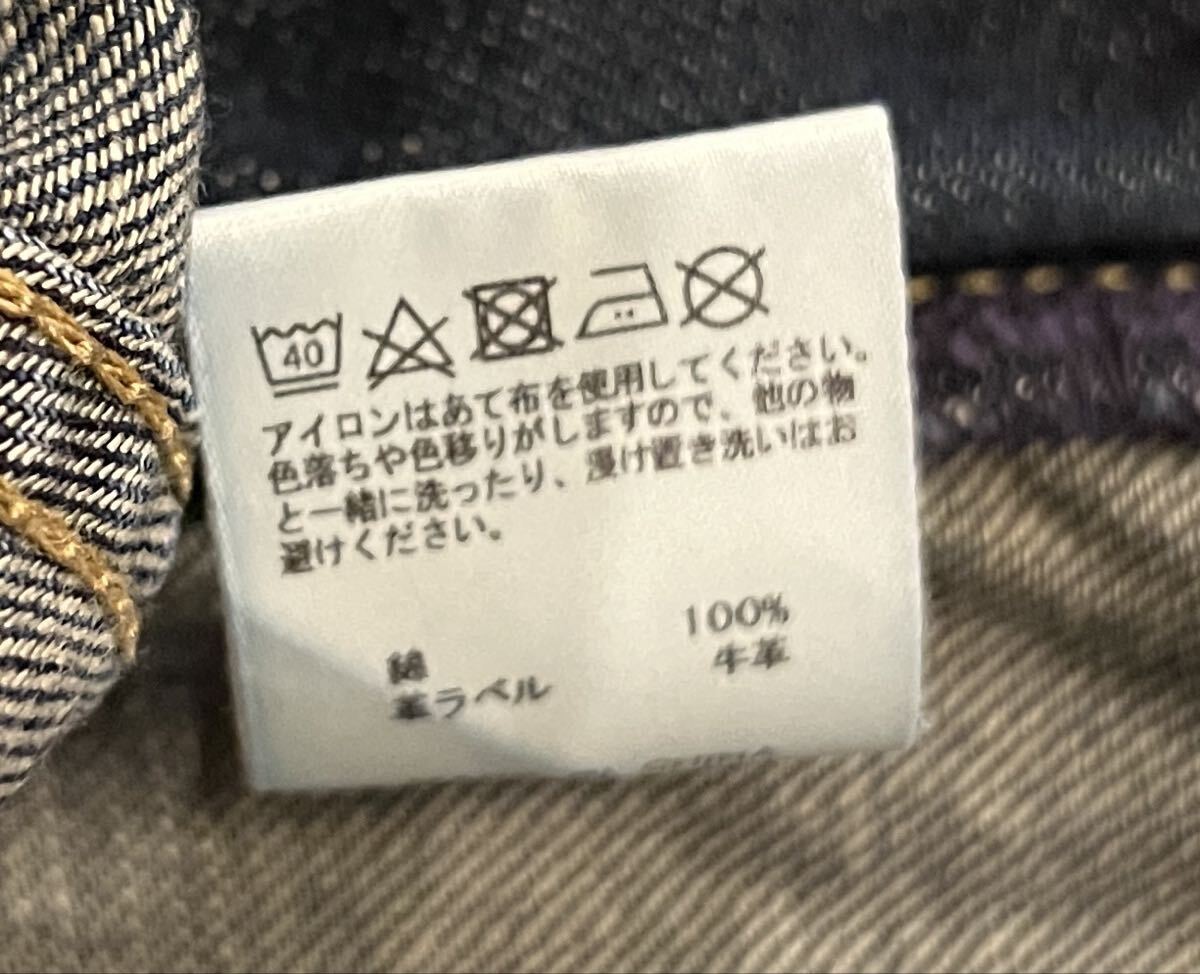 40
アイロンはあて布を使用してください。
色落ちや色移りがしますので、他の物
と一緒に洗ったり、浸け置き洗いはお
避けください。
綿 100%
革ラベル 牛革